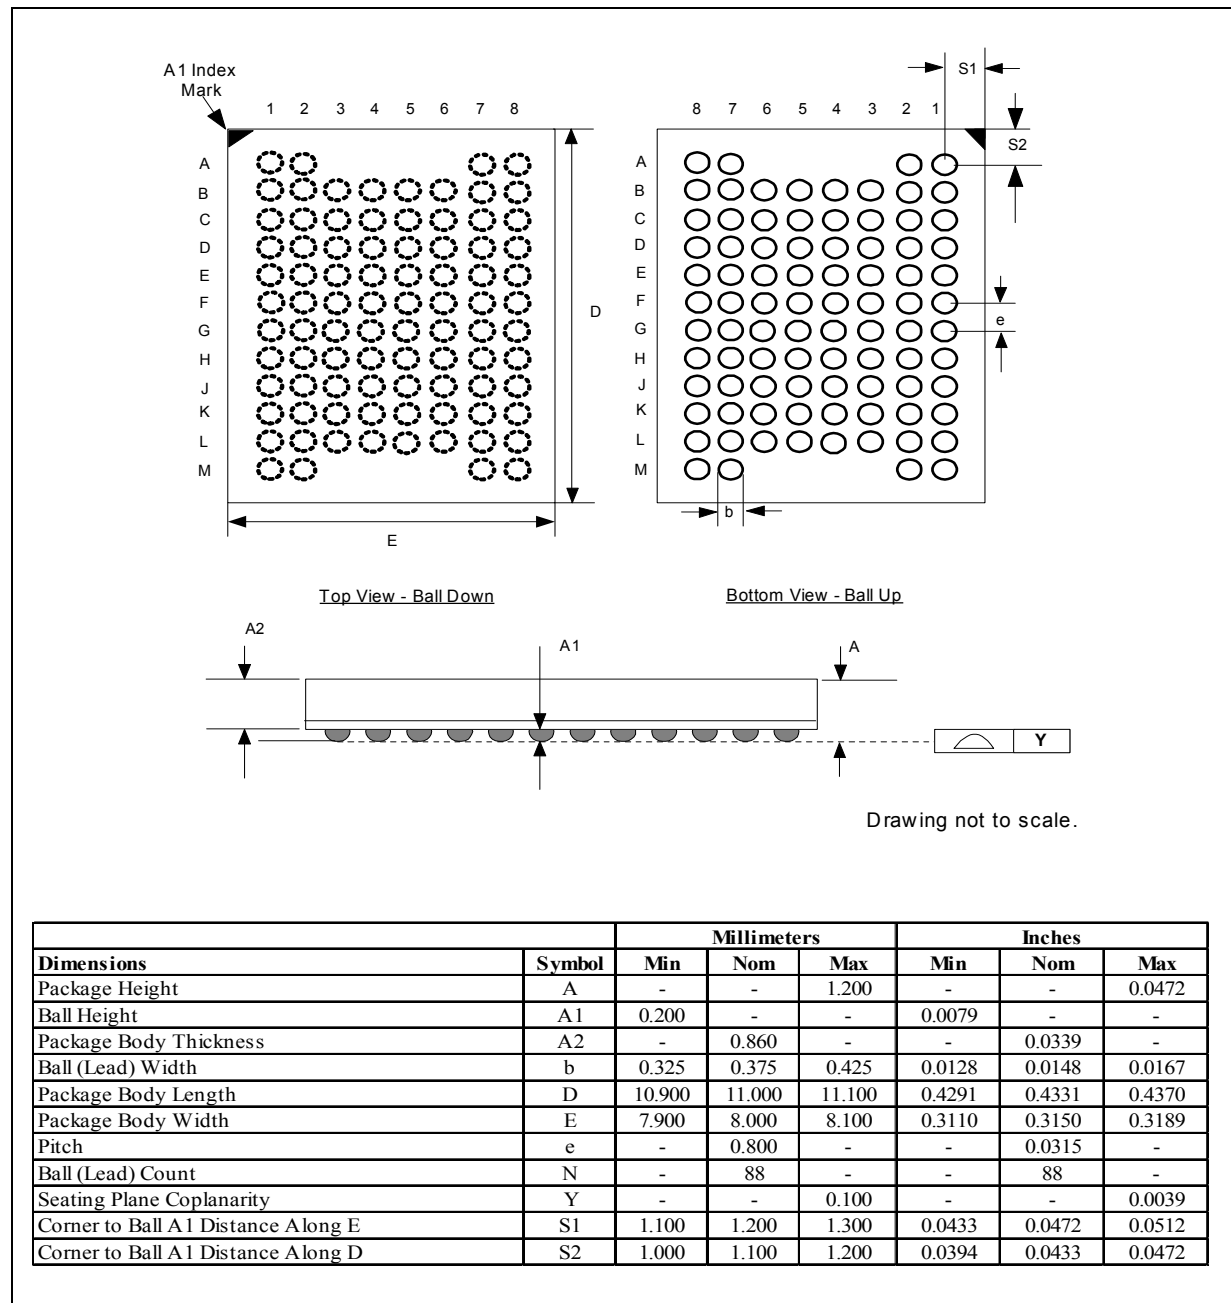 A1 Index
Mark
1 2 3 4 5 6 7 8
A
B
C
D
E
F
G
H
J
K
L
M
D
E
Top View - Ball Down
8 7 6 5 4 3 2 1
S1
S2
A
B
C
D
E
F
G
H
J
K
L
M
e
b
Bottom View - Ball Up
A2
A1
A
Y
Drawing not to scale.
Millimeters Inches
Dimensions Symbol Min Nom Max Min Nom Max
Package Height A - - 1.200 - - 0.0472
Ball Height A1 0.200 - - 0.0079 - -
Package Body Thickness A2 - 0.860 - - 0.0339 -
Ball (Lead) Width b 0.325 0.375 0.425 0.0128 0.0148 0.0167
Package Body Length D 10.900 11.000 11.100 0.4291 0.4331 0.4370
Package Body Width E 7.900 8.000 8.100 0.3110 0.3150 0.3189
Pitch e - 0.800 - - 0.0315 -
Ball (Lead) Count N - 88 - - 88 -
Seating Plane Coplanarity Y - - 0.100 - - 0.0039
Corner to Ball A1 Distance Along E S1 1.100 1.200 1.300 0.0433 0.0472 0.0512
Corner to Ball A1 Distance Along D S2 1.000 1.100 1.200 0.0394 0.0433 0.0472